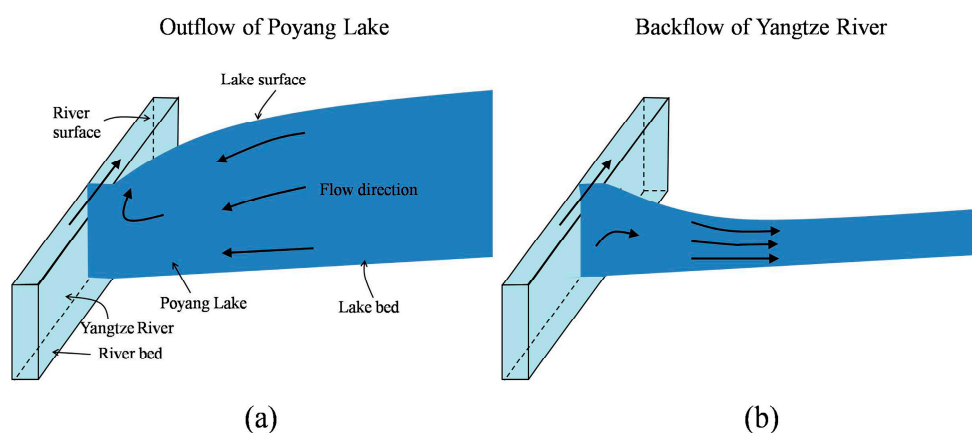 Outflow of Poyang Lake
Backflow of Yangtze River
Lake surface
River
surface
Flow direction
Poyang Lake
Lake bed
Yangtze River
River bed
(a)
(b)